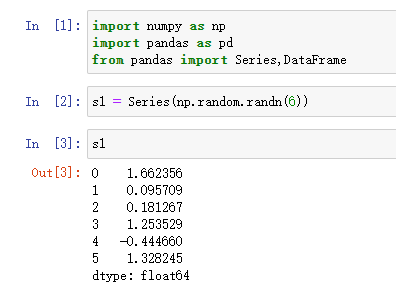 In [1]: import numpy as np
import pandas as pd
from pandas import Series,DataFrame
In [2]: s1 = Series(np.random.randn(6))
In [3]: s1
Out[3]: 0    1.662356
1    0.095709
2    0.181267
3    1.253529
4   -0.444660
5    1.328245
dtype: float64